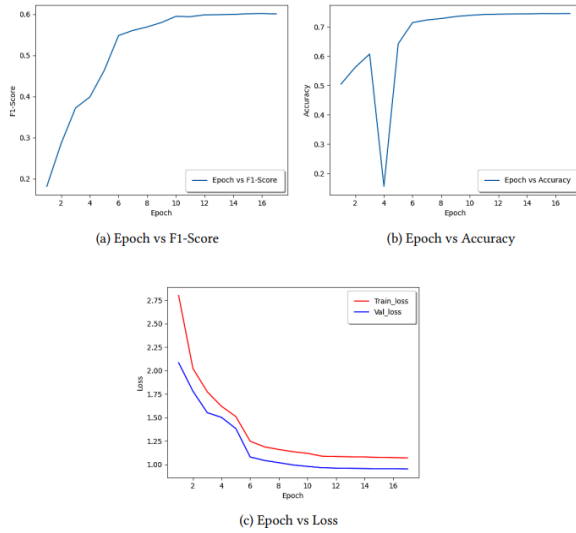 0.6
0.5
0.4
0.3
0.2
F1-Score
2 4 6 8 10 12 14 16
Epoch
Epoch vs F1-Score
(a) Epoch vs F1-Score
0.7
0.6
0.5
0.4
0.3
0.2
Accuracy
2 4 6 8 10 12 14 16
Epoch
Epoch vs Accuracy
(b) Epoch vs Accuracy
2.75
2.50
2.25
2.00
1.75
1.50
1.25
1.00
Loss
2 4 6 8 10 12 14 16
Epoch
Train_loss
Val_loss
(c) Epoch vs Loss